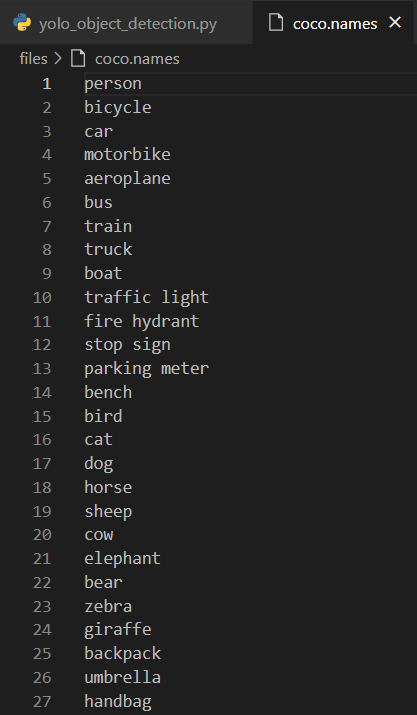 yolo_object_detection.py coco.names
files > coco.names
1 person
2 bicycle
3 car
4 motorbike
5 aeroplane
6 bus
7 train
8 truck
9 boat
10 traffic light
11 fire hydrant
12 stop sign
13 parking meter
14 bench
15 bird
16 cat
17 dog
18 horse
19 sheep
20 cow
21 elephant
22 bear
23 zebra
24 giraffe
25 backpack
26 umbrella
27 handbag